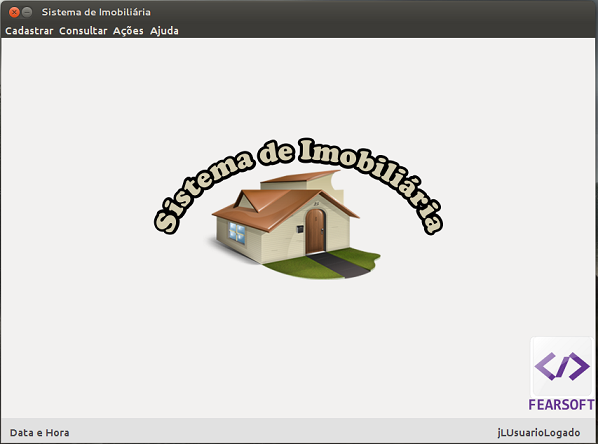 Sistema de Imobiliária
Cadastrar Consultar Ações Ajuda
Sistema de Imobiliária
</>
FEARSOFT
Data e Hora jLUsuarioLogado